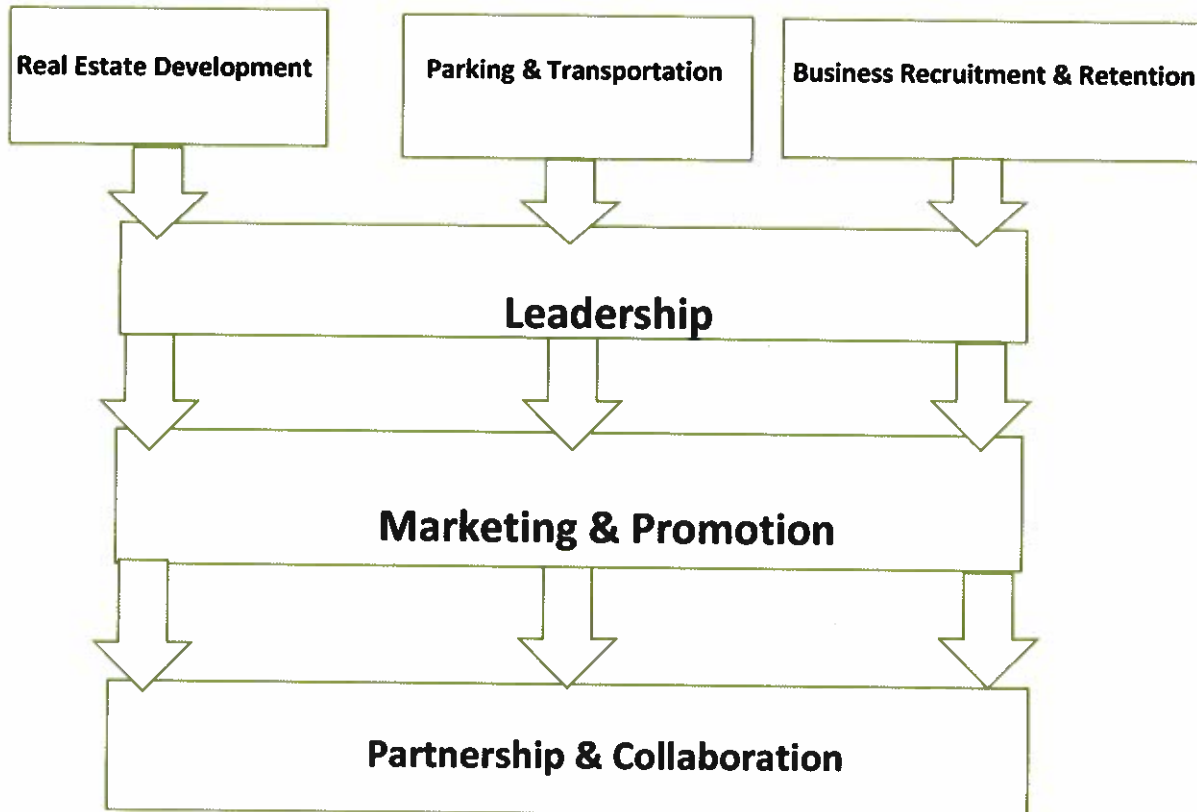 Real Estate Development
Parking & Transportation
Business Recruitment & Retention
Leadership
Marketing & Promotion
Partnership & Collaboration